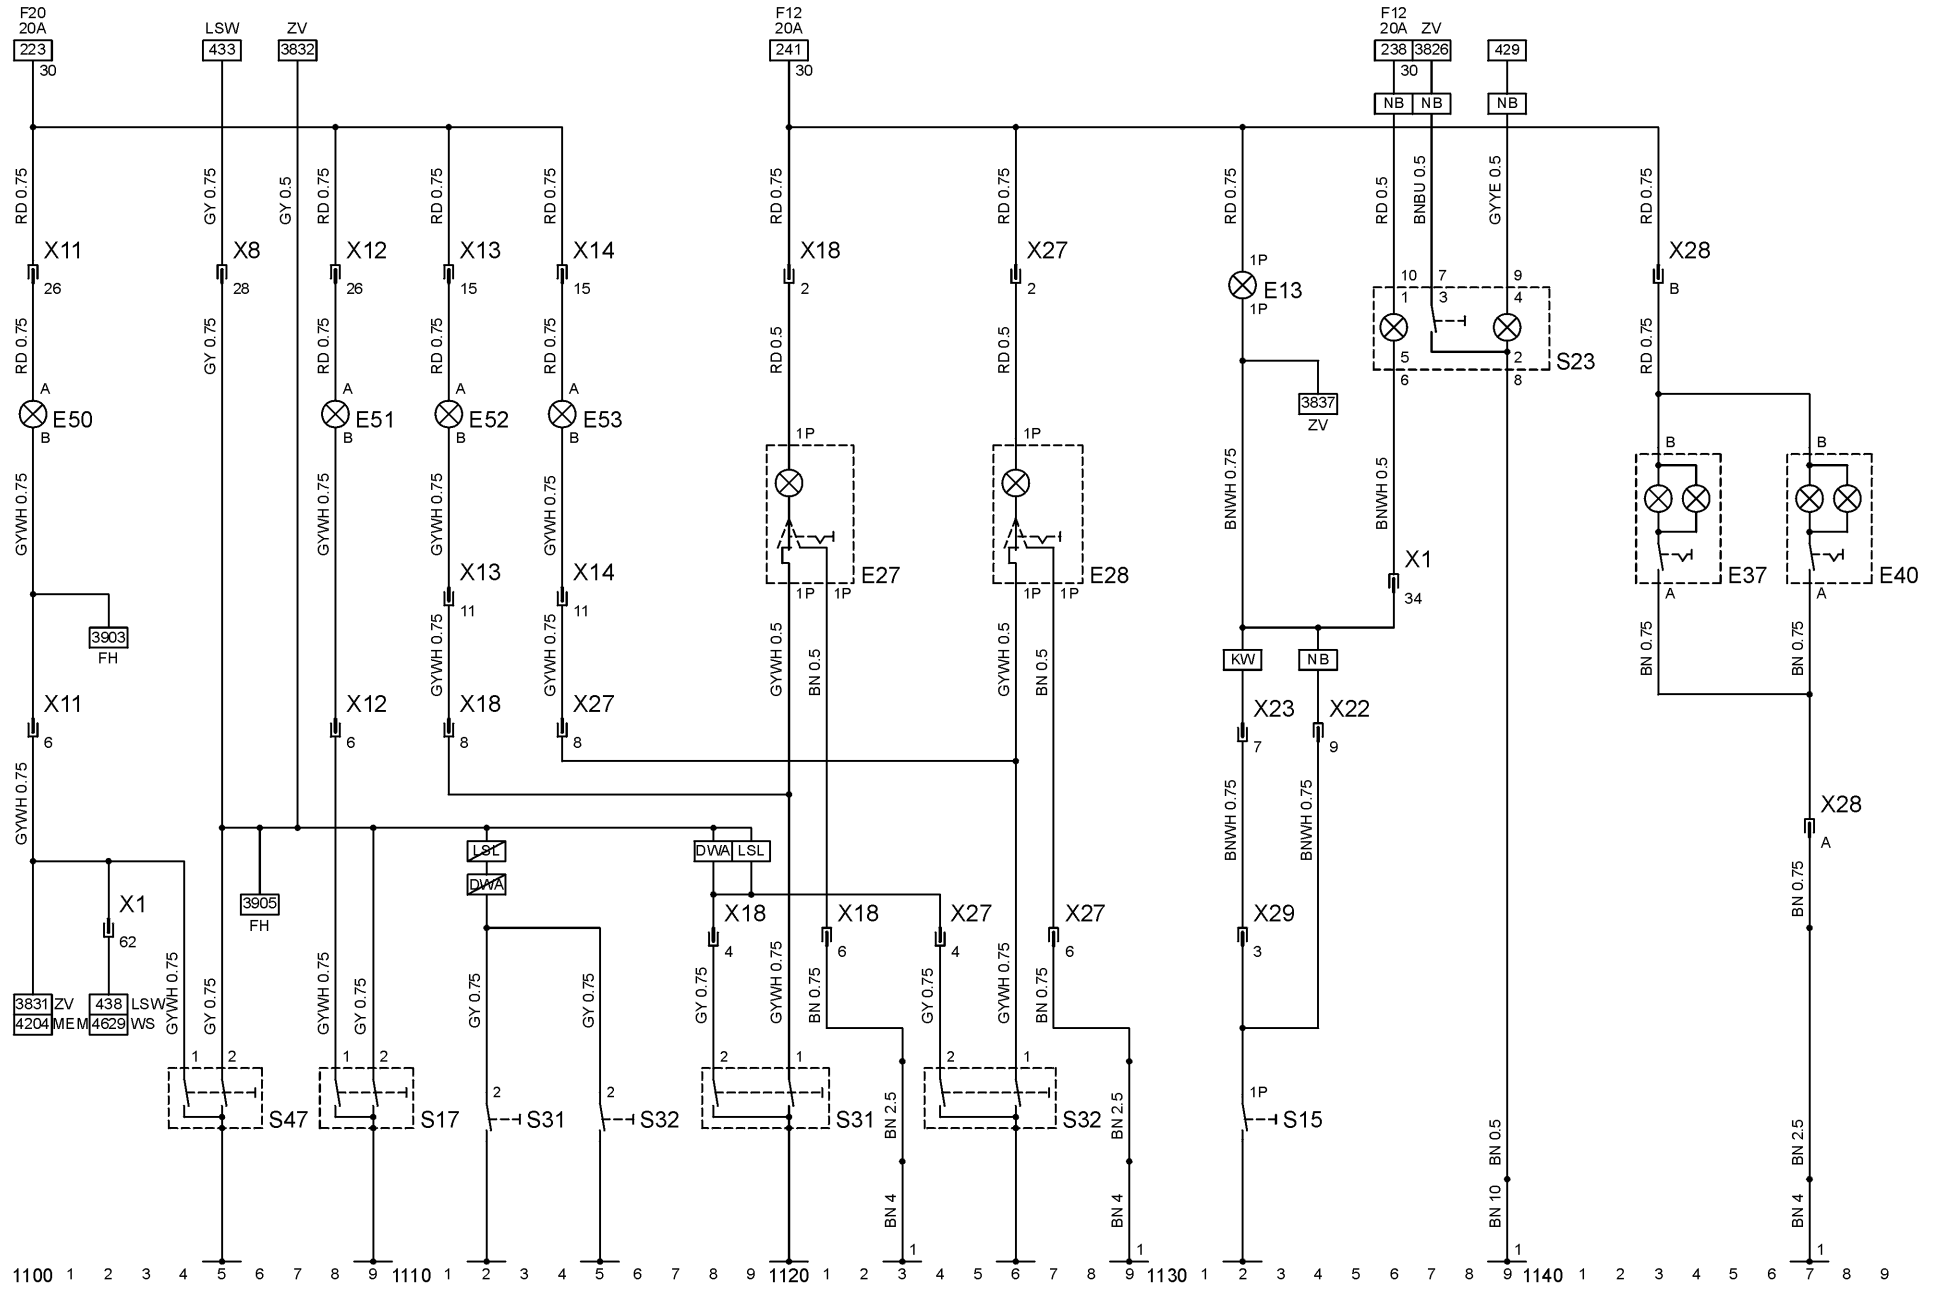 F20
20A
223
30
LSW
433
ZV
3832
F12
20A
241
30
F12
20A
ZV
238
3826
30
429
NB
NB
NB
RD 0.75
GY 0.75
GY 0.5
RD 0.75
RD 0.75
RD 0.75
RD 0.75
RD 0.75
RD 0.75
RD 0.5
BNBU 0.5
GYYE 0.5
RD 0.75
X11
26
X8
28
X12
26
X13
15
X14
15
X18
2
X27
2
1P
E13
1P
10
7
9
1
3
4
5
2
6
8
S23
X28
B
RD 0.75
GY 0.75
RD 0.75
RD 0.75
RD 0.75
RD 0.5
RD 0.5
RD 0.75
3837
ZV
A
E50
B
A
E51
B
A
E52
B
A
E53
B
1P
E27
1P
1P
1P
E28
1P
1P
B
E37
A
B
E40
A
GYWH 0.75
GYWH 0.75
GYWH 0.75
GYWH 0.75
BNWH 0.75
BNWH 0.5
X13
11
X14
11
X1
34
3903
FH
GYWH 0.75
GYWH 0.75
GYWH 0.5
BN 0.5
GYWH 0.5
BN 0.5
KW
NB
BN 0.75
BN 0.75
X11
6
X12
6
X18
8
X27
8
X23
7
X22
9
GYWH 0.75
BNWH 0.75
BNWH 0.75
X28
A
LSL
DWA
DWA
LSL
3905
FH
X1
62
X18
4
X18
6
X27
4
X27
6
X29
3
BN 0.75
3831
ZV
4204
MEM
438
LSW
4629
WS
GYWH 0.75
GY 0.75
GYWH 0.75
GY 0.75
GY 0.75
GY 0.75
GY 0.75
GYWH 0.75
BN 0.75
GY 0.75
GYWH 0.75
BN 0.75
1
2
S47
1
2
S17
2
S31
2
S32
2
1
S31
2
1
S32
1P
S15
BN 2.5
BN 2.5
BN 0.5
BN 2.5
BN 4
BN 4
BN 10
BN 4
1
1
1
1
1100 1 2 3 4 5 6 7 8 9 1110 1 2 3 4 5 6 7 8 9 1120 1 2 3 4 5 6 7 8 9 1130 1 2 3 4 5 6 7 8 9 1140 1 2 3 4 5 6 7 8 9